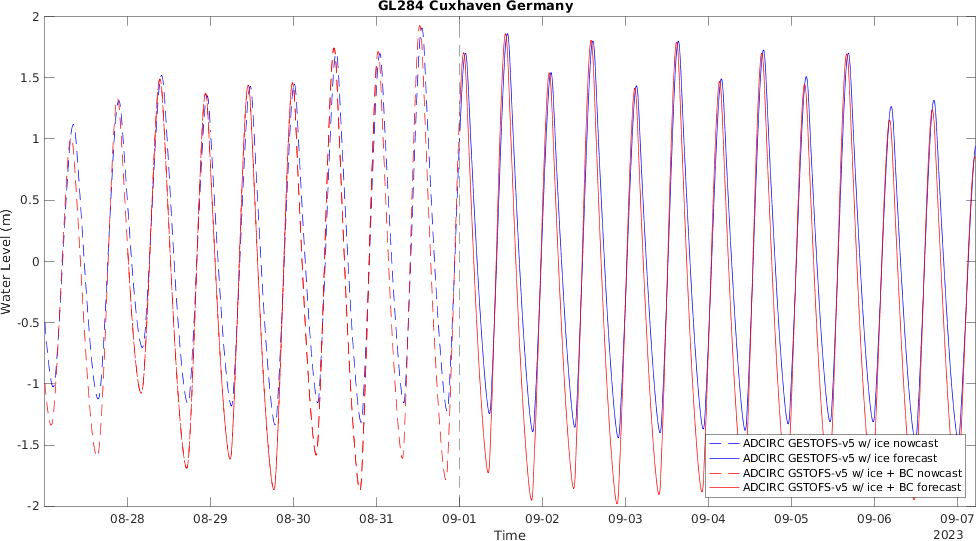 GL284 Cuxhaven Germany
2
1.5
1
0.5
0
-0.5
-1
-1.5
-2
Water Level (m)
ADCIRC GESTOFS-v5 w/ ice nowcast
ADCIRC GESTOFS-v5 w/ ice forecast
ADCIRC GSTOFS-v5 w/ ice + BC nowcast
ADCIRC GSTOFS-v5 w/ ice + BC forecast
08-28 08-29 08-30 08-31 09-01 09-02 09-03 09-04 09-05 09-06 09-07
Time
2023